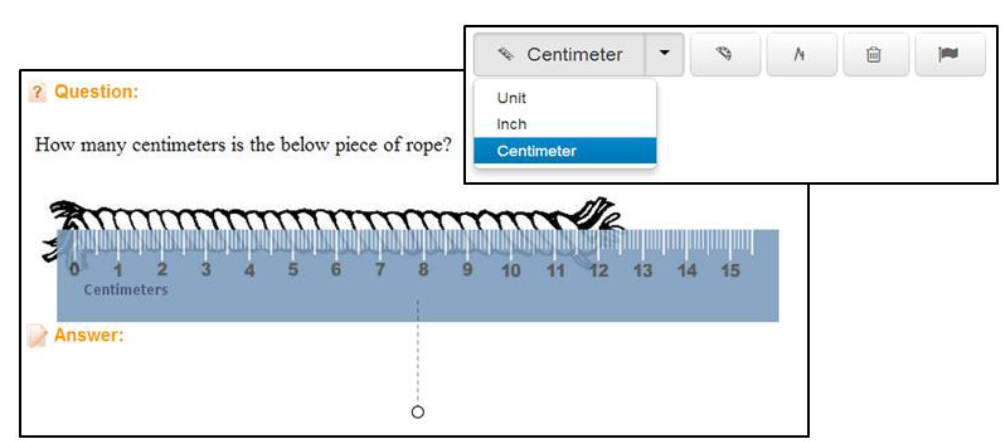 Centimeter
Unit
Inch
Centimeter
? Question:
How many centimeters is the below piece of rope?
0 1 2 3 4 5 6 7 8 9 10 11 12 13 14 15
Centimeters
Answer: